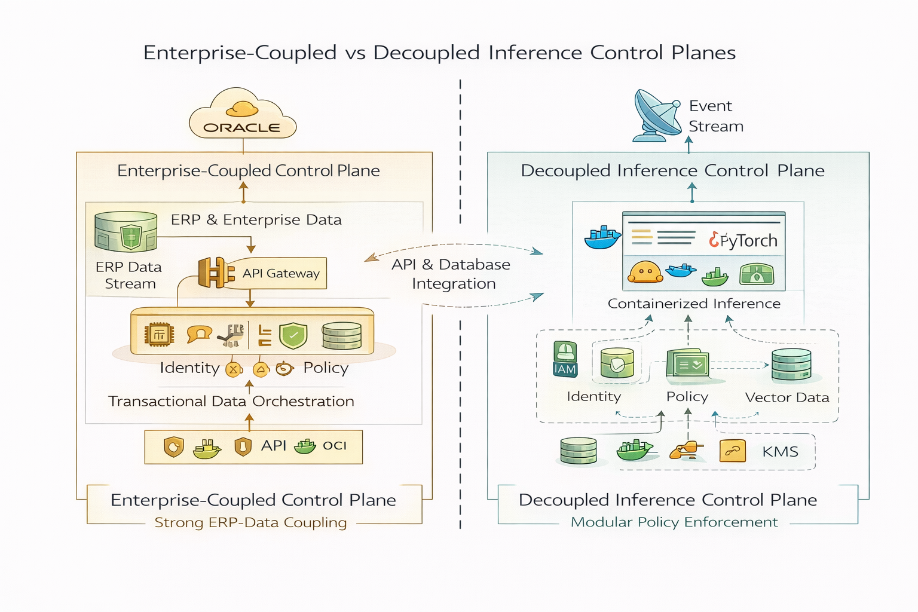 Enterprise-Coupled vs Decoupled Inference Control Planes
ORACLE
Enterprise-Coupled Control Plane
ERP & Enterprise Data
ERP Data
Stream
API Gateway
Identity
Policy
Transactional Data Orchestration
API
OCI
Enterprise-Coupled Control Plane
Strong ERP-Data Coupling
API & Database
Integration
Event
Stream
Decoupled Inference Control Plane
PyTorch
Containerized Inference
IAM
Identity
Policy
Vector Data
KMS
Decoupled Inference Control Plane
Modular Policy Enforcement